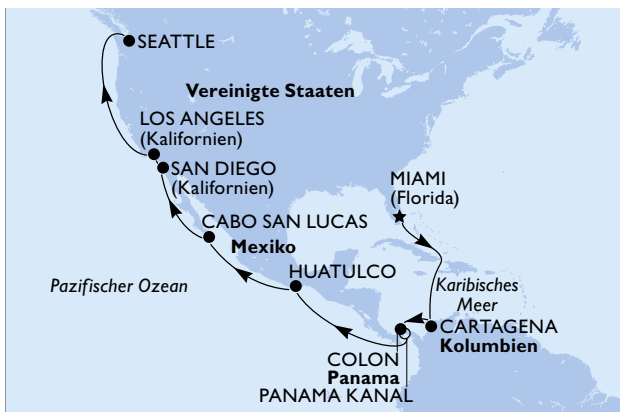 SEATTLE
Vereinigte Staaten
LOS ANGELES
(Kalifornien)
SAN DIEGO
(Kalifornien)
MIAMI
(Florida)
CABO SAN LUCAS
Mexiko
HUATULCO
Pazifischer Ozean
Karibisches
Meer
CARTAGENA
Kolumbien
COLON
Panama
PANAMA KANAL